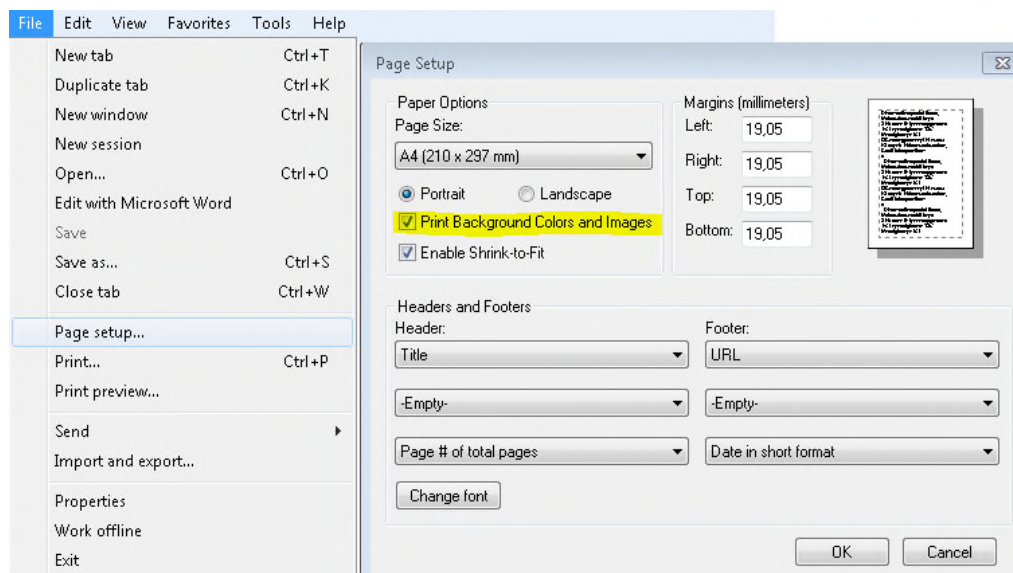 File Edit View Favorites Tools Help
New tab Ctrl+T
Duplicate tab Ctrl+K
New window Ctrl+N
New session
Open... Ctrl+O
Edit with Microsoft Word
Save
Save as... Ctrl+S
Close tab Ctrl+W
Page setup...
Print... Ctrl+P
Print preview...
Send
Import and export...
Properties
Work offline
Exit
Page Setup
Paper Options
Page Size:
A4 (210 x 297 mm)
Portrait Landscape
Print Background Colors and Images
Enable Shrink-to-Fit
Margins (millimeters)
Left: 19,05
Right: 19,05
Top: 19,05
Bottom: 19,05
Headers and Footers
Header: Footer:
Title URL
-Empty- -Empty-
Page # of total pages Date in short format
Change font
OK Cancel